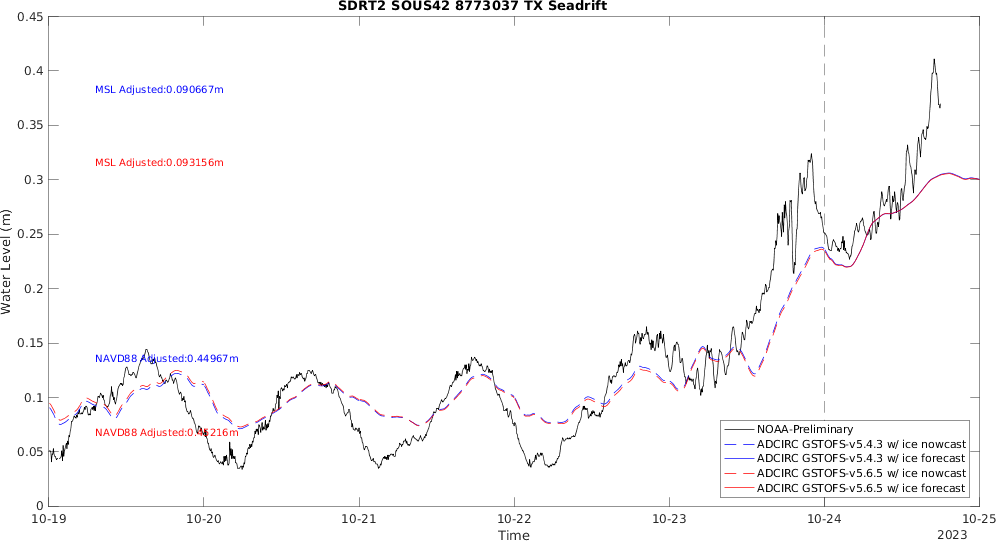 SDRT2 SOUS42 8773037 TX Seadrift
0.45
0.4
0.35
0.3
0.25
0.2
0.15
0.1
0.05
0
Water Level (m)
MSL Adjusted:0.090667m
MSL Adjusted:0.093156m
NAVD88 Adjusted:0.44967m
NAVD88 Adjusted:0.45216m
NOAA-Preliminary
ADCIRC GSTOFS-v5.4.3 w/ ice nowcast
ADCIRC GSTOFS-v5.4.3 w/ ice forecast
ADCIRC GSTOFS-v5.6.5 w/ ice nowcast
ADCIRC GSTOFS-v5.6.5 w/ ice forecast
10-19 10-20 10-21 10-22 10-23 10-24 10-25
Time
2023